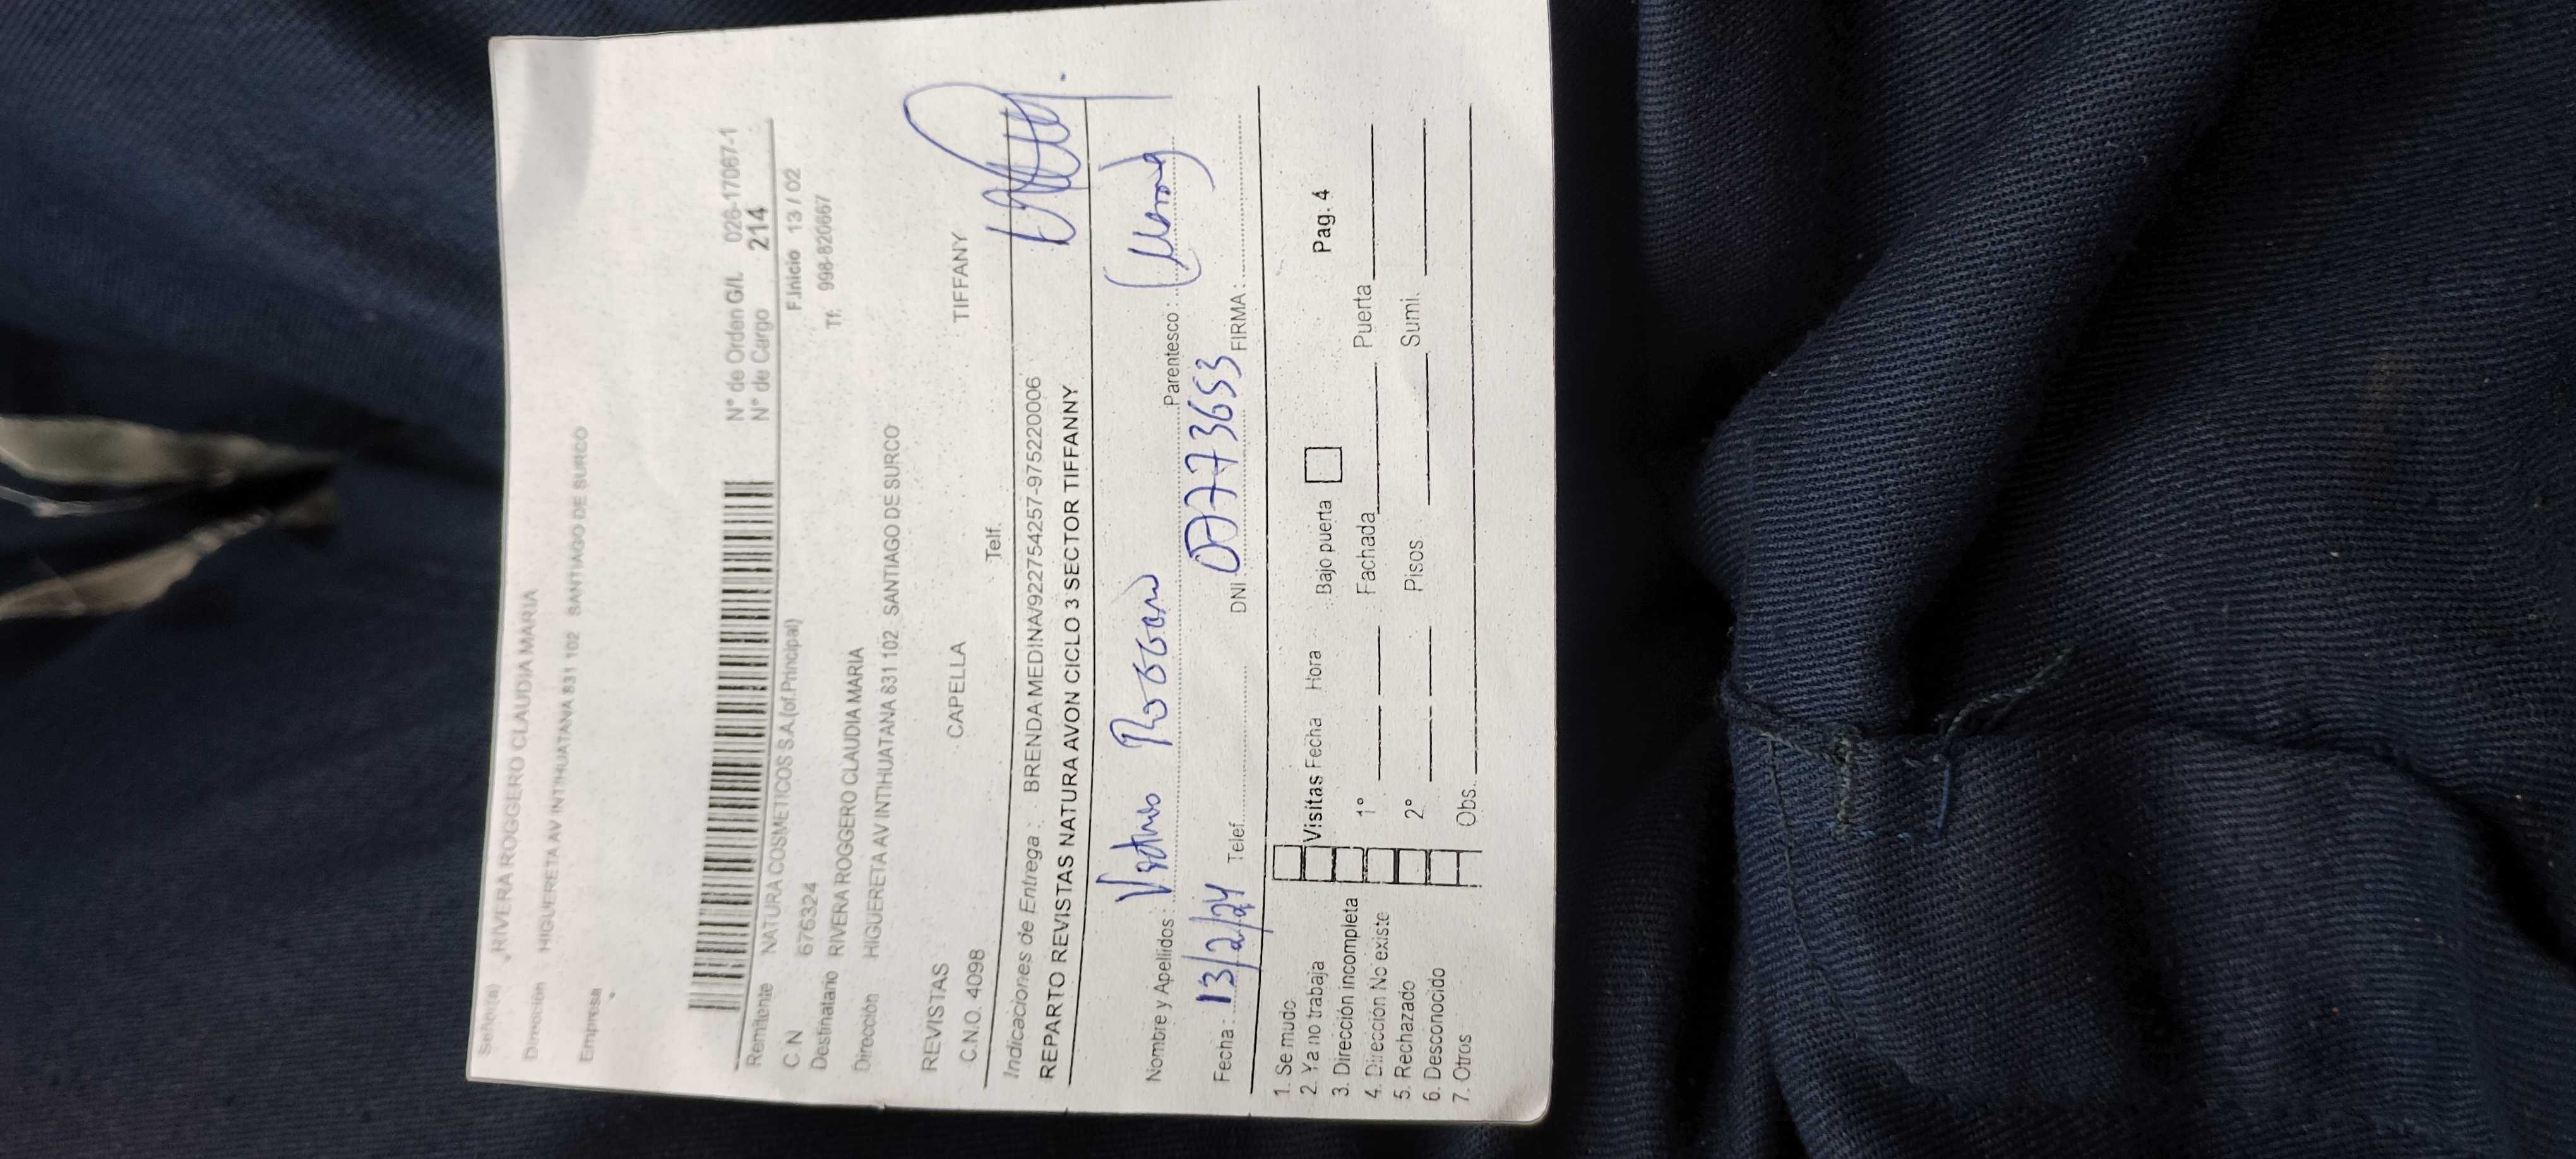 Señor(a) RIVERA ROGGERO CLAUDIA MARIA
Dirección HIGUERETA AV INTIHUATANA 831 102 SANTIAGO DE SURCO
Empresa
N° de Orden G/I. 026-17067-1
N° de Cargo 214
Remitente NATURA COSMETICOS S.A.(of.Principal) F.Inicio 13 / 02
C.N 676324 Tf. 998-820667
Destinatario RIVERA ROGGERO CLAUDIA MARIA
Dirección HIGUERETA AV INTIHUATANA 831 102 SANTIAGO DE SURCO
REVISTAS CAPELLA TIFFANY
C.N.O. 4098 Telf.
Indicaciones de Entrega : BRENDA MEDINA/922754257-975220006
REPARTO REVISTAS NATURA AVON CICLO 3 SECTOR TIFFANNY
Nombre y Apellidos : Parentesco :
Fecha: 13/2/24 Telef. DNI: 07773653 FIRMA:
1. Se mudo
2. Ya no trabaja Visitas Fecha Hora Bajo puerta Pag. 4
3. Dirección incompleta
4. Dirección No existe 1° Fachada Puerta
5. Rechazado 2° Pisos Sumi.
6. Desconocido
7. Otros Obs.